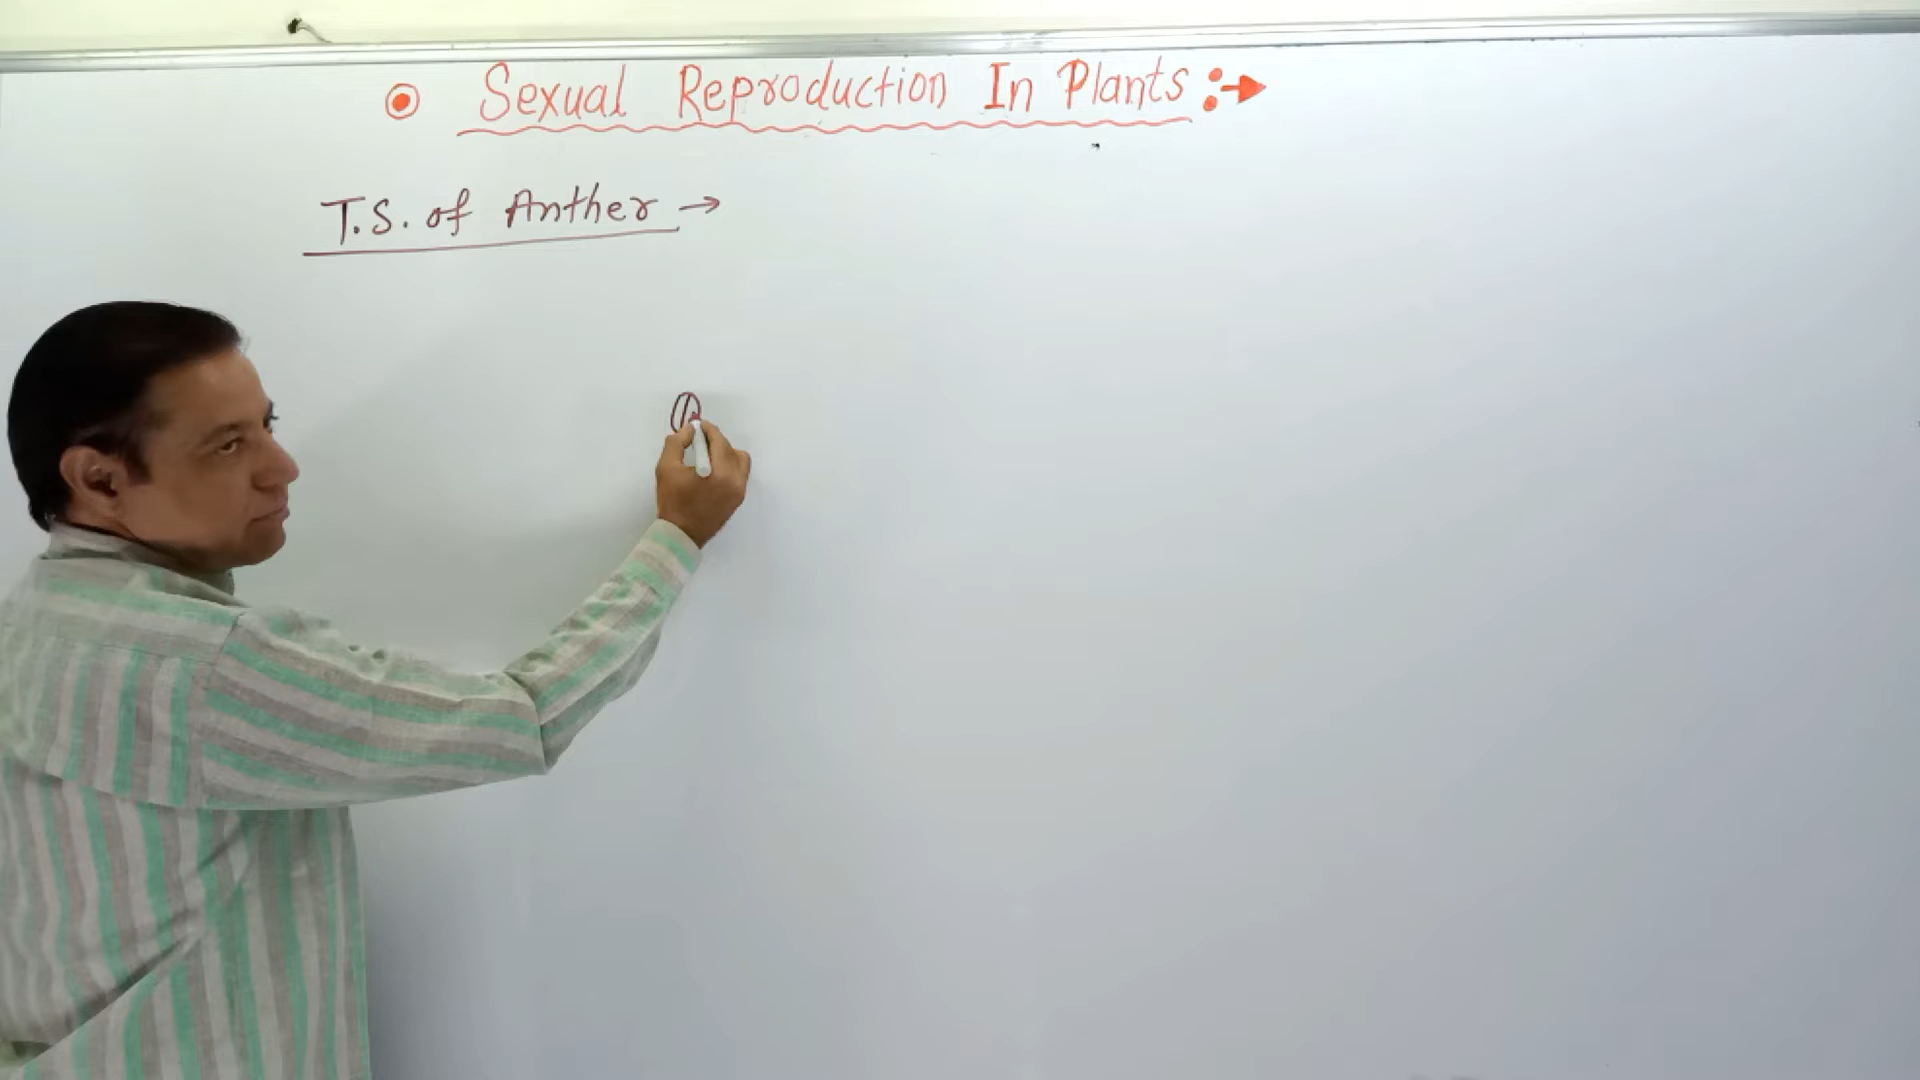 Sexual Reproduction In Plants :→
T.S. of Anther →